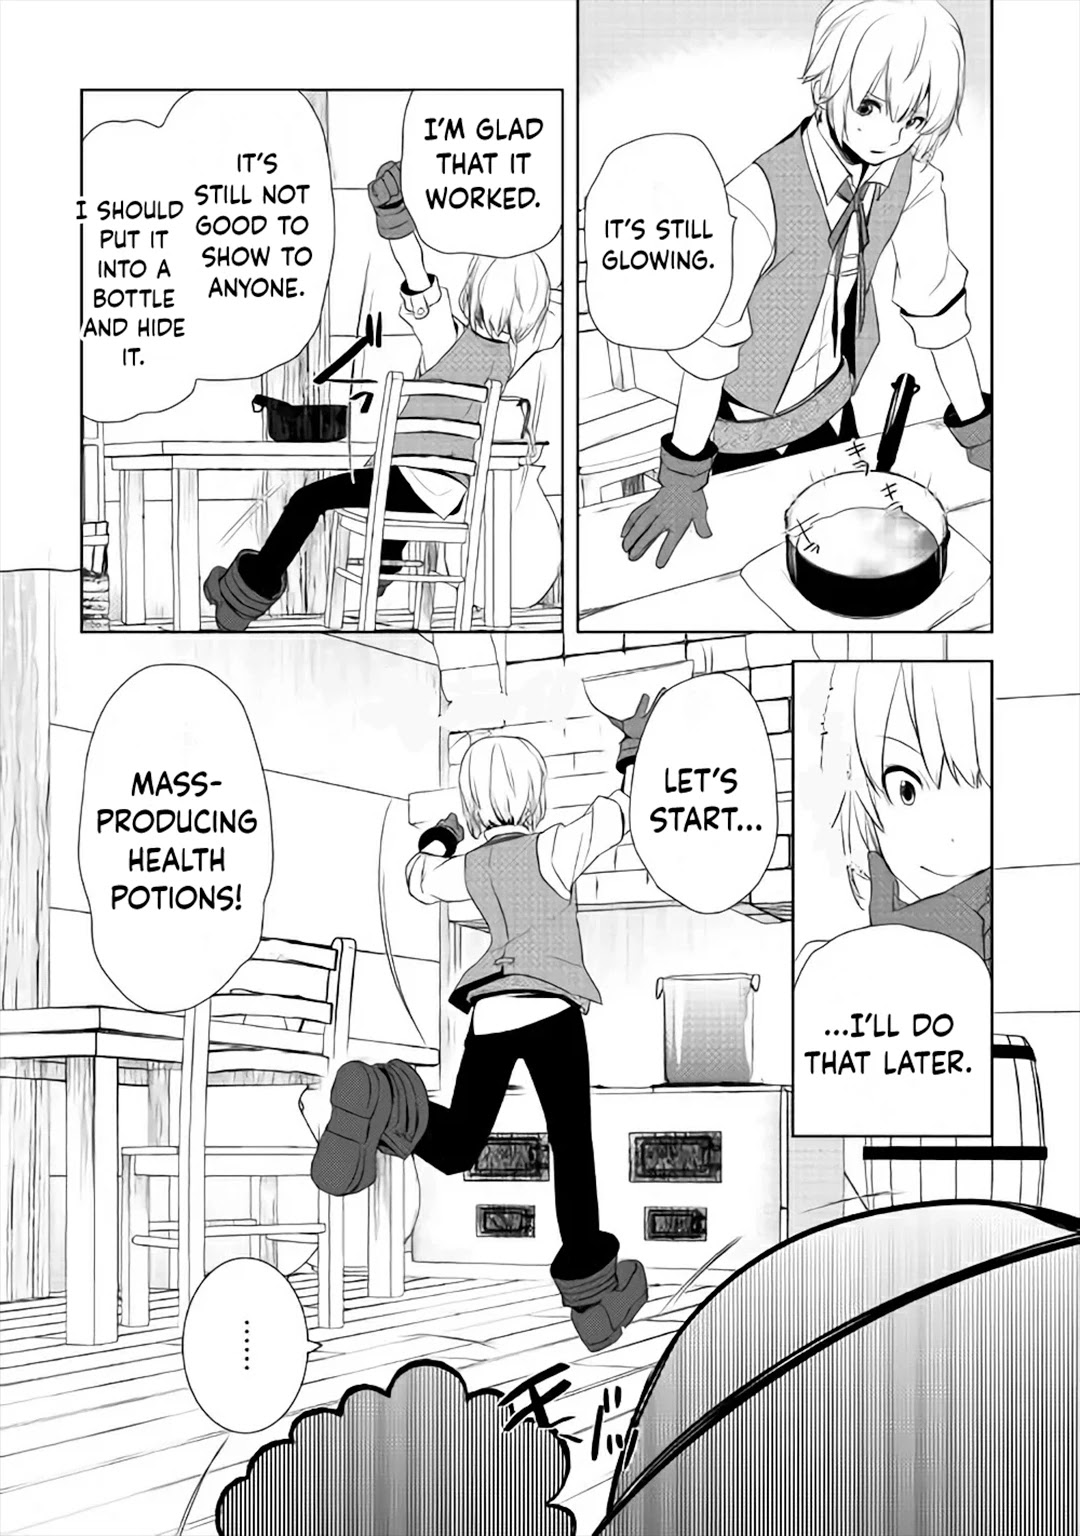 IT'S STILL
GLOWING.
I'M GLAD
THAT IT
WORKED.
IT'S
STILL NOT
GOOD TO
SHOW TO
ANYONE.
I SHOULD
PUT IT
INTO A
BOTTLE
AND HIDE
IT.
...I'LL DO
THAT LATER.
LET'S
START...
MASS-
PRODUCING
HEALTH
POTIONS!
......